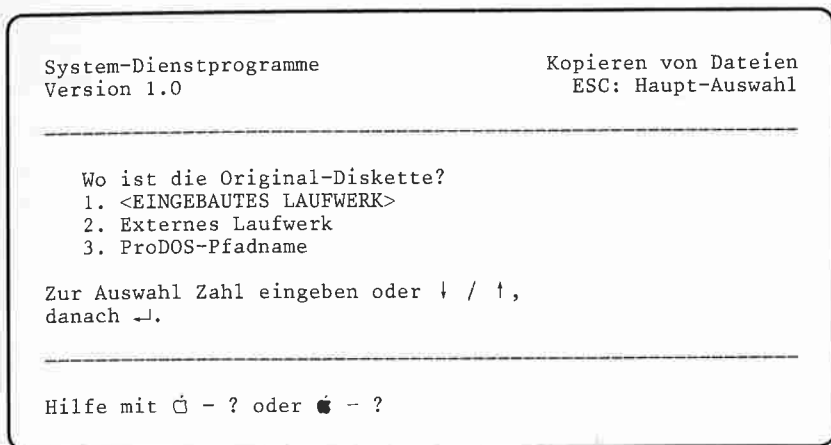 System-Dienstprogramme Kopieren von Dateien
Version 1.0 ESC: Haupt-Auswahl
Wo ist die Original-Diskette?
1. <EINGEBAUTES LAUFWERK>
2. Externes Laufwerk
3. ProDOS-Pfadname
Zur Auswahl Zahl eingeben oder ↓ / ↑,
danach ↵.
Hilfe mit  - ? oder  - ?